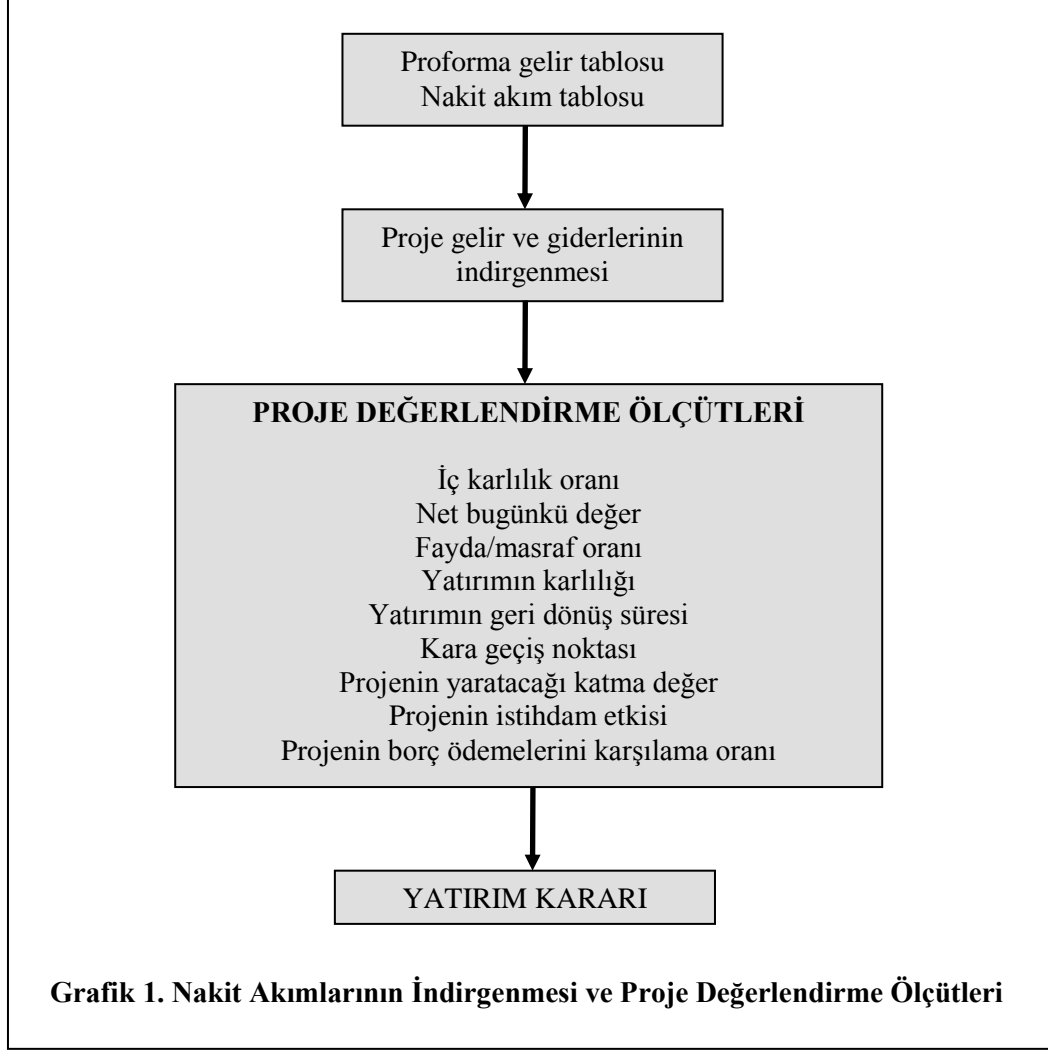 Proforma gelir tablosu
Nakit akım tablosu
Proje gelir ve giderlerinin
indirgenmesi
PROJE DEĞERLENDİRME ÖLÇÜTLERİ
İç karlılık oranı
Net bugünkü değer
Fayda/masraf oranı
Yatırımın karlılığı
Yatırımın geri dönüş süresi
Kara geçiş noktası
Projenin yaratacağı katma değer
Projenin istihdam etkisi
Projenin borç ödemelerini karşılama oranı
YATIRIM KARARI
Grafik 1. Nakit Akımlarının İndirgenmesi ve Proje Değerlendirme Ölçütleri